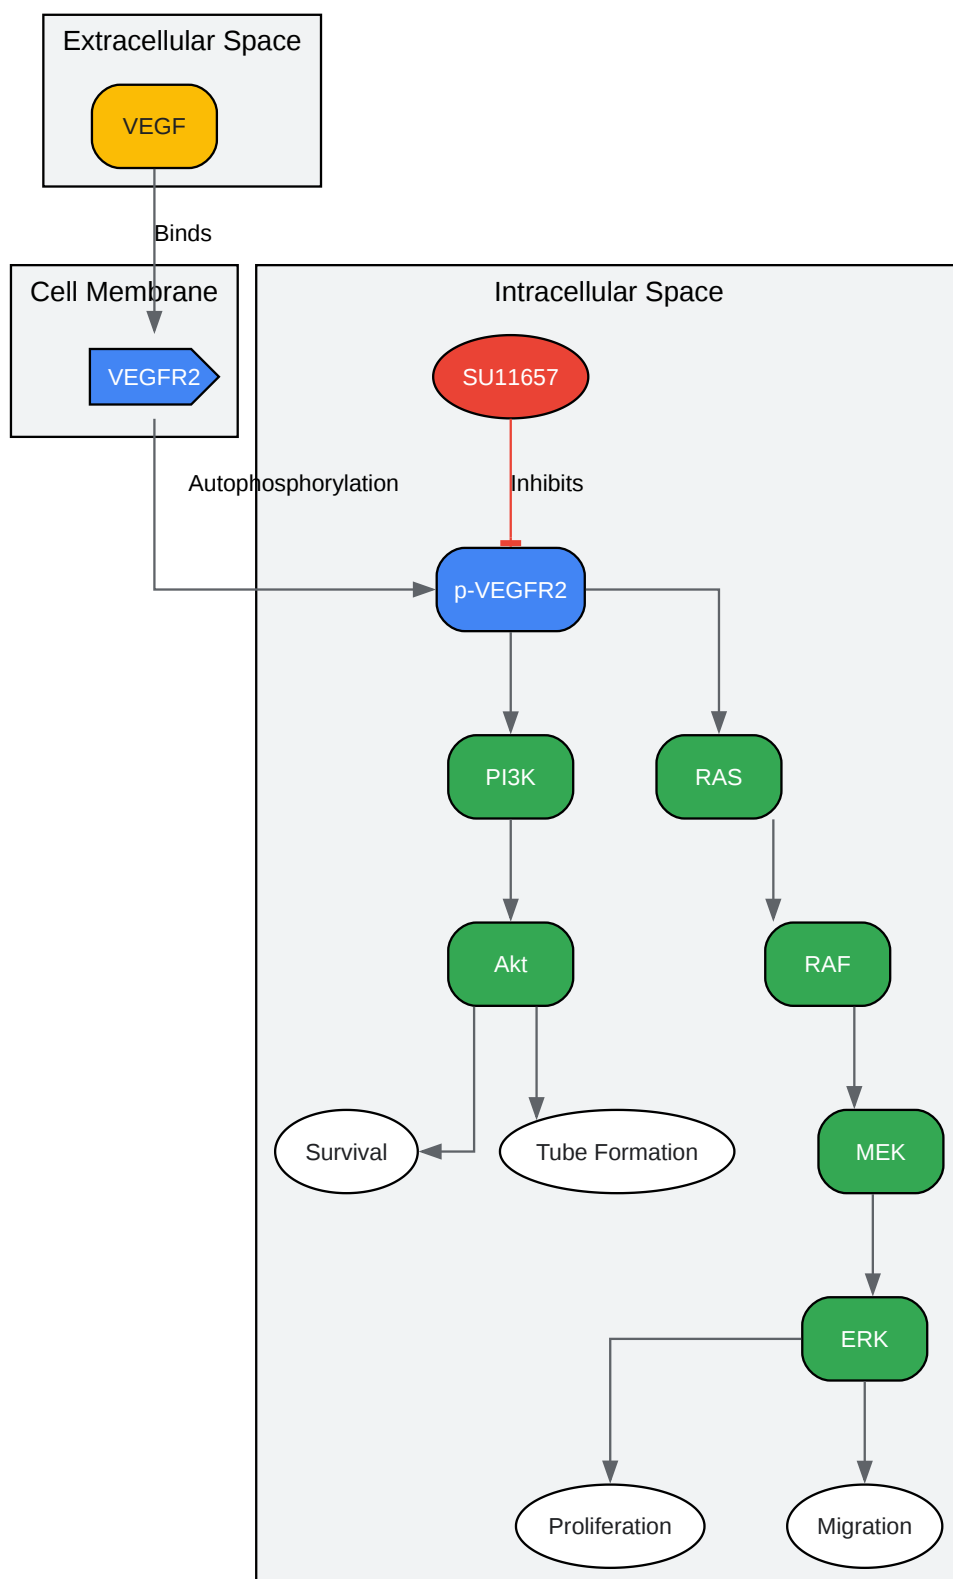 Extracellular Space
VEGF
Binds
Cell Membrane
Intracellular Space
VEGFR2
SU11657
Autophosphorylation
Inhibits
p-VEGFR2
PI3K
RAS
Akt
RAF
Survival
Tube Formation
MEK
ERK
Proliferation
Migration